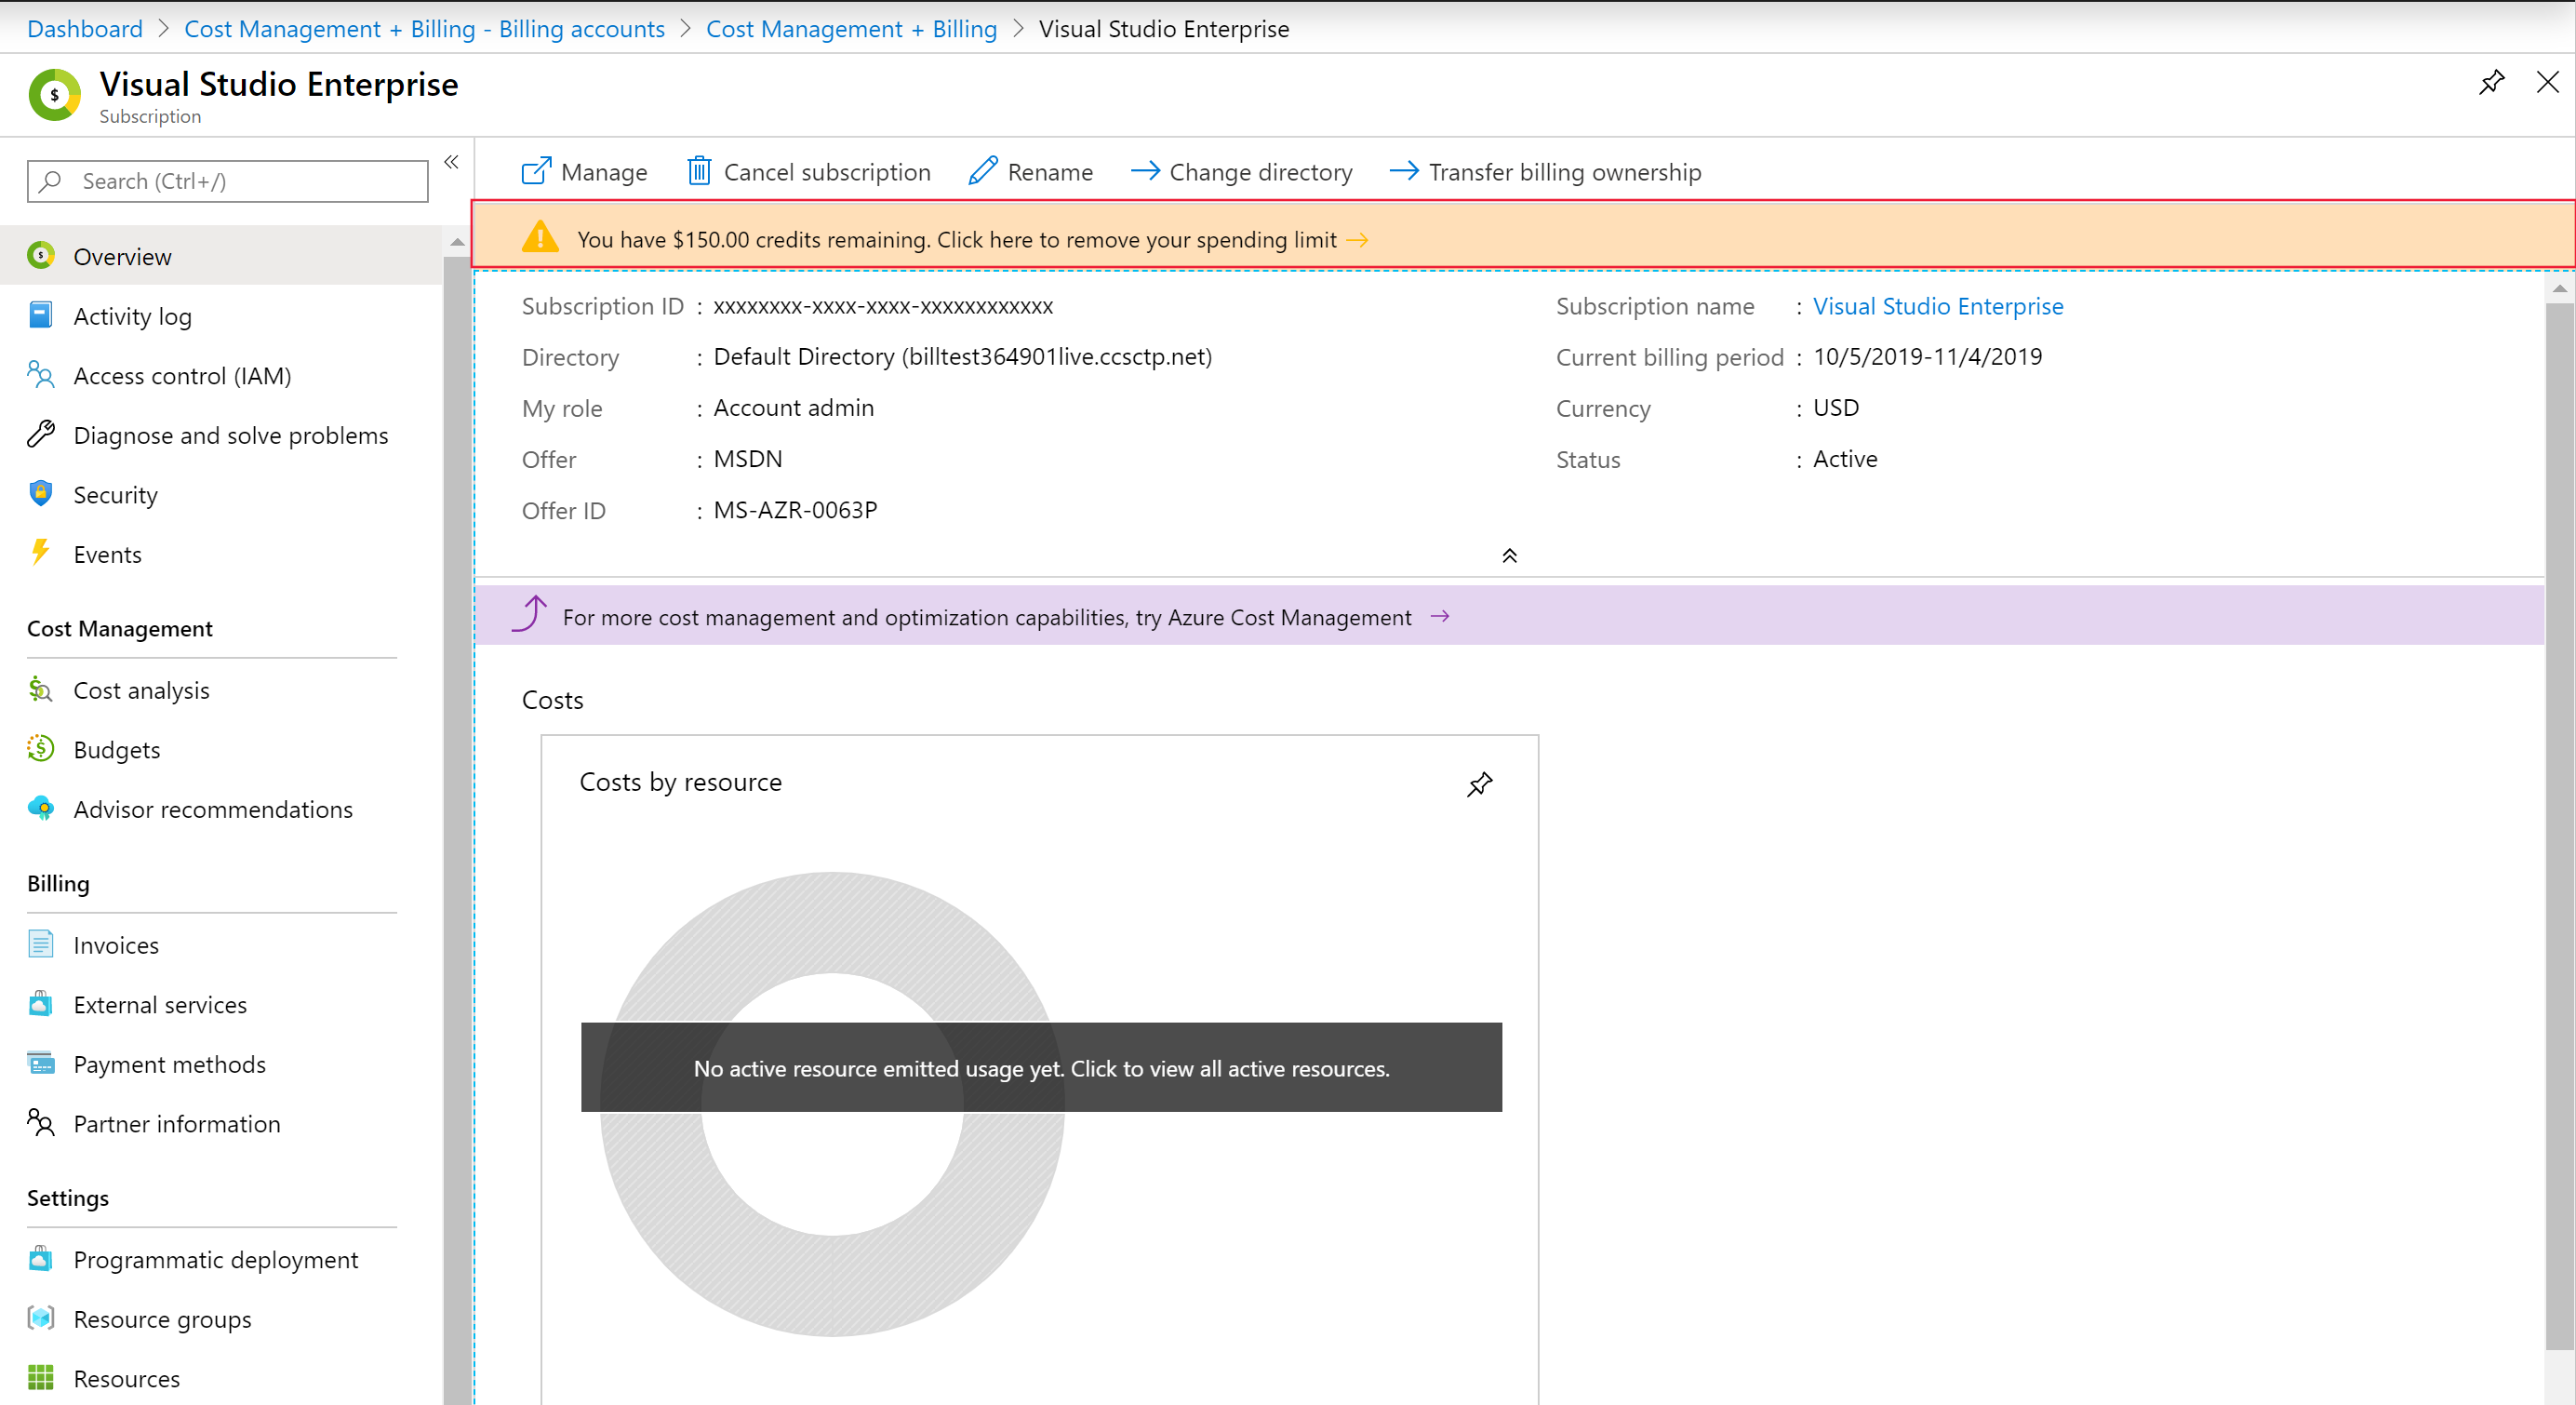 Dashboard > Cost Management + Billing - Billing accounts > Cost Management + Billing > Visual Studio Enterprise
Visual Studio Enterprise
Subscription
Search (Ctrl+/)
Overview
Activity log
Access control (IAM)
Diagnose and solve problems
Security
Events
Cost Management
Cost analysis
Budgets
Advisor recommendations
Billing
Invoices
External services
Payment methods
Partner information
Settings
Programmatic deployment
Resource groups
Resources
Manage Cancel subscription Rename Change directory Transfer billing ownership
You have $150.00 credits remaining. Click here to remove your spending limit
Subscription ID : xxxxxxxx-xxxx-xxxx-xxxxxxxxxxxx
Directory : Default Directory (billtest364901live.ccsctp.net)
My role : Account admin
Offer : MSDN
Offer ID : MS-AZR-0063P
Subscription name : Visual Studio Enterprise
Current billing period : 10/5/2019-11/4/2019
Currency : USD
Status : Active
For more cost management and optimization capabilities, try Azure Cost Management
Costs
Costs by resource
No active resource emitted usage yet. Click to view all active resources.